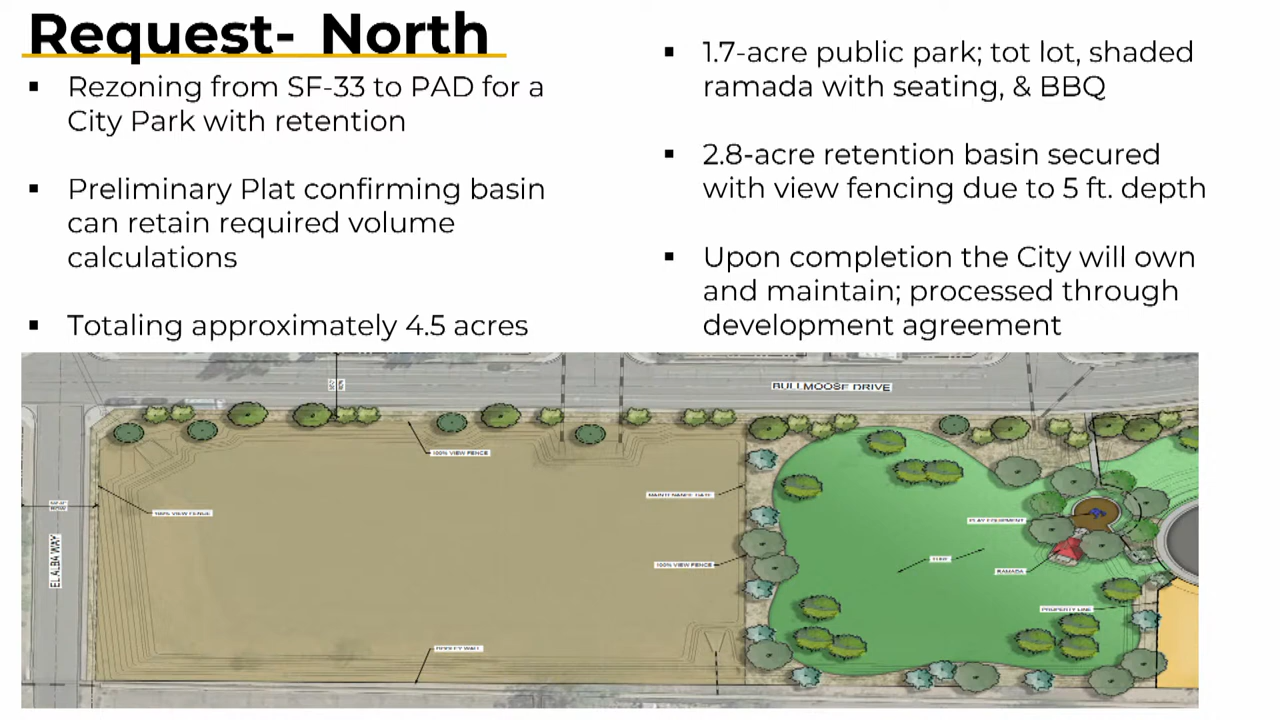 Request- North
▪ Rezoning from SF-33 to PAD for a
City Park with retention
▪ Preliminary Plat confirming basin
can retain required volume
calculations
▪ Totaling approximately 4.5 acres
▪ 1.7-acre public park; tot lot, shaded
ramada with seating, & BBQ
▪ 2.8-acre retention basin secured
with view fencing due to 5 ft. depth
▪ Upon completion the City will own
and maintain; processed through
development agreement
BULLMOOSE DRIVE
100% VIEW FENCE
MAINTENANCE GATE
100% VIEW FENCE
PLAY EQUIPMENT
EL ALBA WAY
100% VIEW FENCE
TURF
RAMADA
PROPERTY LINE